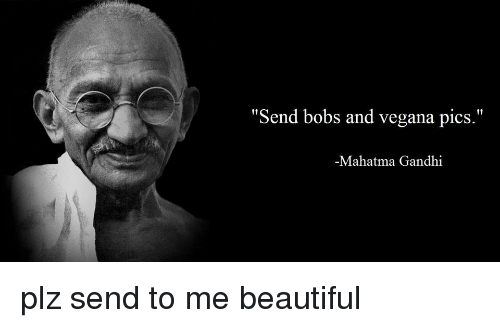 "Send bobs and vegana pics."
-Mahatma Gandhi
plz send to me beautiful